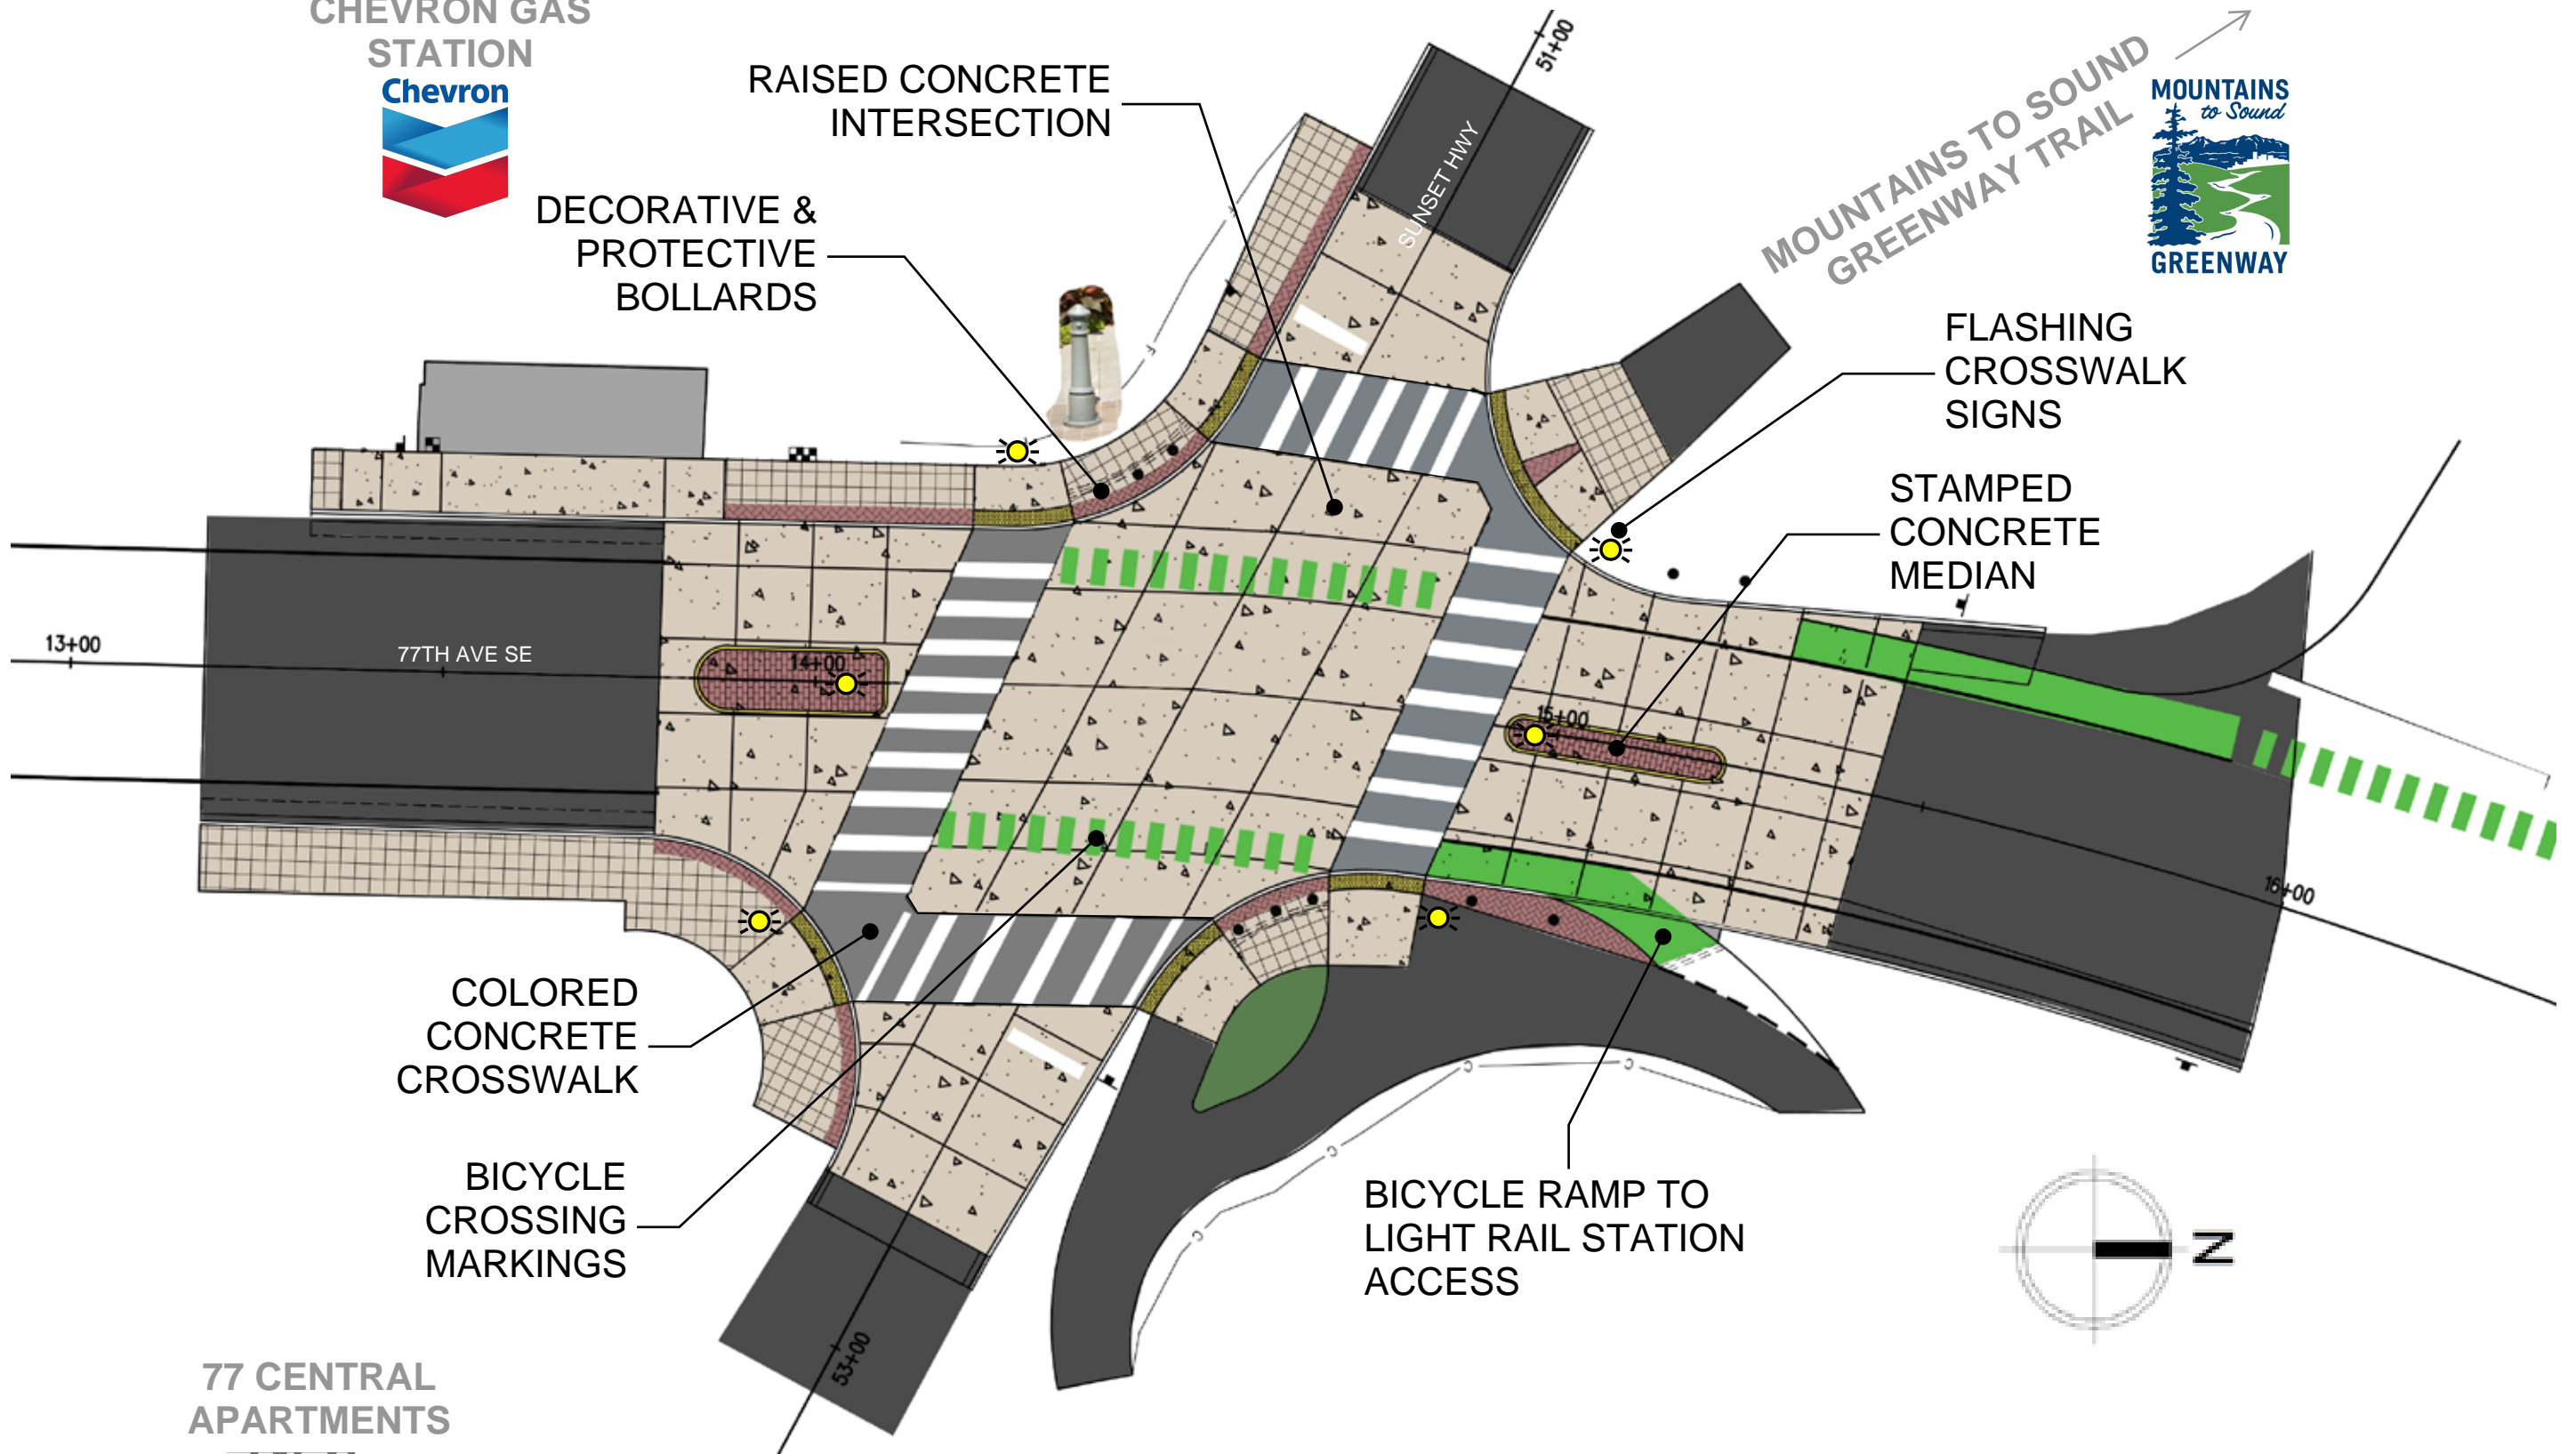 CHEVRON GAS
STATION
Chevron
RAISED CONCRETE
INTERSECTION
DECORATIVE &
PROTECTIVE
BOLLARDS
51+00
SUNSET HWY
MOUNTAINS TO SOUND
GREENWAY TRAIL
MOUNTAINS
to Sound
GREENWAY
FLASHING
CROSSWALK
SIGNS
STAMPED
CONCRETE
MEDIAN
F
F
13+00
77TH AVE SE
14+00
15+00
16+00
COLORED
CONCRETE
CROSSWALK
BICYCLE
CROSSING
MARKINGS
BICYCLE RAMP TO
LIGHT RAIL STATION
ACCESS
C
C
C
C
N
53+00
77 CENTRAL
APARTMENTS